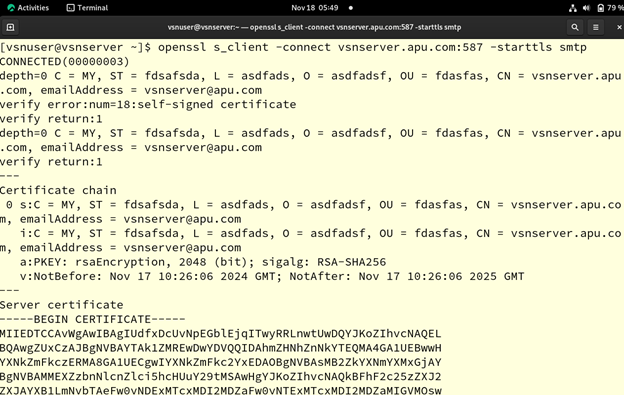 Activities Terminal Nov 18 05:49 79 %
vsnuser@vsnserver:~ — openssl s_client -connect vsnserver.apu.com:587 -starttls smtp
[vsnuser@vsnserver ~]$ openssl s_client -connect vsnserver.apu.com:587 -starttls smtp
CONNECTED(00000003)
depth=0 C = MY, ST = fdsafsda, L = asdfads, O = asdfadsf, OU = fdasfas, CN = vsnserver.apu
.com, emailAddress = vsnserver@apu.com
verify error:num=18:self-signed certificate
verify return:1
depth=0 C = MY, ST = fdsafsda, L = asdfads, O = asdfadsf, OU = fdasfas, CN = vsnserver.apu
.com, emailAddress = vsnserver@apu.com
verify return:1
---
Certificate chain
 0 s:C = MY, ST = fdsafsda, L = asdfads, O = asdfadsf, OU = fdasfas, CN = vsnserver.apu.co
m, emailAddress = vsnserver@apu.com
   i:C = MY, ST = fdsafsda, L = asdfads, O = asdfadsf, OU = fdasfas, CN = vsnserver.apu.co
m, emailAddress = vsnserver@apu.com
   a:PKEY: rsaEncryption, 2048 (bit); sigalg: RSA-SHA256
   v:NotBefore: Nov 17 10:26:06 2024 GMT; NotAfter: Nov 17 10:26:06 2025 GMT
---
Server certificate
-----BEGIN CERTIFICATE-----
MIIEDTCCAvWgAwIBAgIUdfxDcUvNpEGblEjqITwyRRLnwtUwDQYJKoZIhvcNAQEL
BQAwgZUxCzAJBgNVBAYTAk1ZMREwDwYDVQQIDAhmZHNhZnNkYTEQMA4GA1UEBwwH
YXNkZmFkczERMA8GA1UECgwIYXNkZmFkc2YxEDAOBgNVBAsMB2ZkYXNmYXMxGjAY
BgNVBAMMEXZzbnNlcnZlci5hcHUuY29tMSAwHgYJKoZIhvcNAQkBFhF2c25zZXJ2
ZXJAYXB1LmNvbTAeFw0yNDExMTcxMDI2MDZaFw0yNTExMTcxMDI2MDZaMIGVMQsw